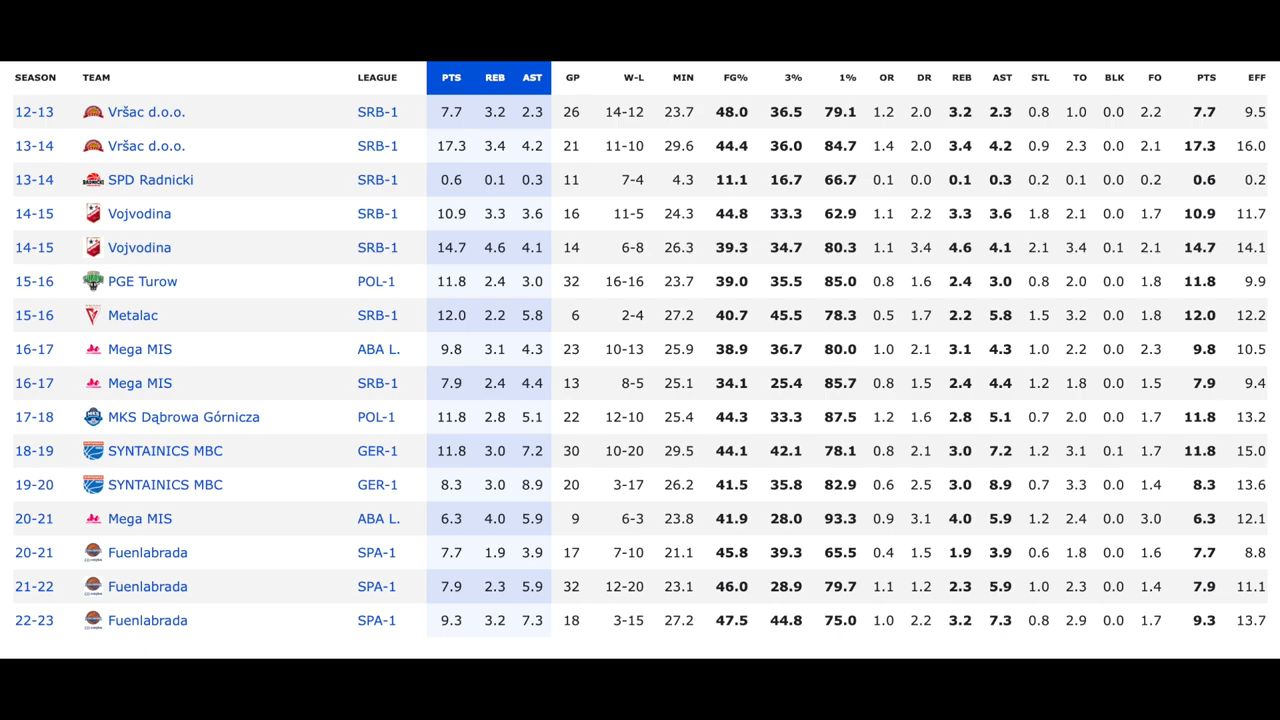 SEASON TEAM LEAGUE PTS REB AST GP W-L MIN FG% 3% 1% OR DR REB AST STL TO BLK FO PTS EFF
12-13 Vršac d.o.o. SRB-1 7.7 3.2 2.3 26 14-12 23.7 48.0 36.5 79.1 1.2 2.0 3.2 2.3 0.8 1.0 0.0 2.2 7.7 9.5
13-14 Vršac d.o.o. SRB-1 17.3 3.4 4.2 21 11-10 29.6 44.4 36.0 84.7 1.4 2.0 3.4 4.2 0.9 2.3 0.0 2.1 17.3 16.0
13-14 RADNICKI SPD Radnicki SRB-1 0.6 0.1 0.3 11 7-4 4.3 11.1 16.7 66.7 0.1 0.0 0.1 0.3 0.2 0.1 0.0 0.2 0.6 0.2
14-15 Vojvodina SRB-1 10.9 3.3 3.6 16 11-5 24.3 44.8 33.3 62.9 1.1 2.2 3.3 3.6 1.8 2.1 0.0 1.7 10.9 11.7
14-15 Vojvodina SRB-1 14.7 4.6 4.1 14 6-8 26.3 39.3 34.7 80.3 1.1 3.4 4.6 4.1 2.1 3.4 0.1 2.1 14.7 14.1
15-16 PGE Turow POL-1 11.8 2.4 3.0 32 16-16 23.7 39.0 35.5 85.0 0.8 1.6 2.4 3.0 0.8 2.0 0.0 1.8 11.8 9.9
15-16 Metalac SRB-1 12.0 2.2 5.8 6 2-4 27.2 40.7 45.5 78.3 0.5 1.7 2.2 5.8 1.5 3.2 0.0 1.8 12.0 12.2
16-17 Mega MIS ABA L. 9.8 3.1 4.3 23 10-13 25.9 38.9 36.7 80.0 1.0 2.1 3.1 4.3 1.0 2.2 0.0 2.3 9.8 10.5
16-17 Mega MIS SRB-1 7.9 2.4 4.4 13 8-5 25.1 34.1 25.4 85.7 0.8 1.5 2.4 4.4 1.2 1.8 0.0 1.5 7.9 9.4
17-18 MKS Dąbrowa Górnicza POL-1 11.8 2.8 5.1 22 12-10 25.4 44.3 33.3 87.5 1.2 1.6 2.8 5.1 0.7 2.0 0.0 1.7 11.8 13.2
18-19 SYNTAINICS MBC GER-1 11.8 3.0 7.2 30 10-20 29.5 44.1 42.1 78.1 0.8 2.1 3.0 7.2 1.2 3.1 0.1 1.7 11.8 15.0
19-20 SYNTAINICS MBC GER-1 8.3 3.0 8.9 20 3-17 26.2 41.5 35.8 82.9 0.6 2.5 3.0 8.9 0.7 3.3 0.0 1.4 8.3 13.6
20-21 Mega MIS ABA L. 6.3 4.0 5.9 9 6-3 23.8 41.9 28.0 93.3 0.9 3.1 4.0 5.9 1.2 2.4 0.0 3.0 6.3 12.1
20-21 Fuenlabrada SPA-1 7.7 1.9 3.9 17 7-10 21.1 45.8 39.3 65.5 0.4 1.5 1.9 3.9 0.6 1.8 0.0 1.6 7.7 8.8
21-22 Fuenlabrada SPA-1 7.9 2.3 5.9 32 12-20 23.1 46.0 28.9 79.7 1.1 1.2 2.3 5.9 1.0 2.3 0.0 1.4 7.9 11.1
22-23 Fuenlabrada SPA-1 9.3 3.2 7.3 18 3-15 27.2 47.5 44.8 75.0 1.0 2.2 3.2 7.3 0.8 2.9 0.0 1.7 9.3 13.7